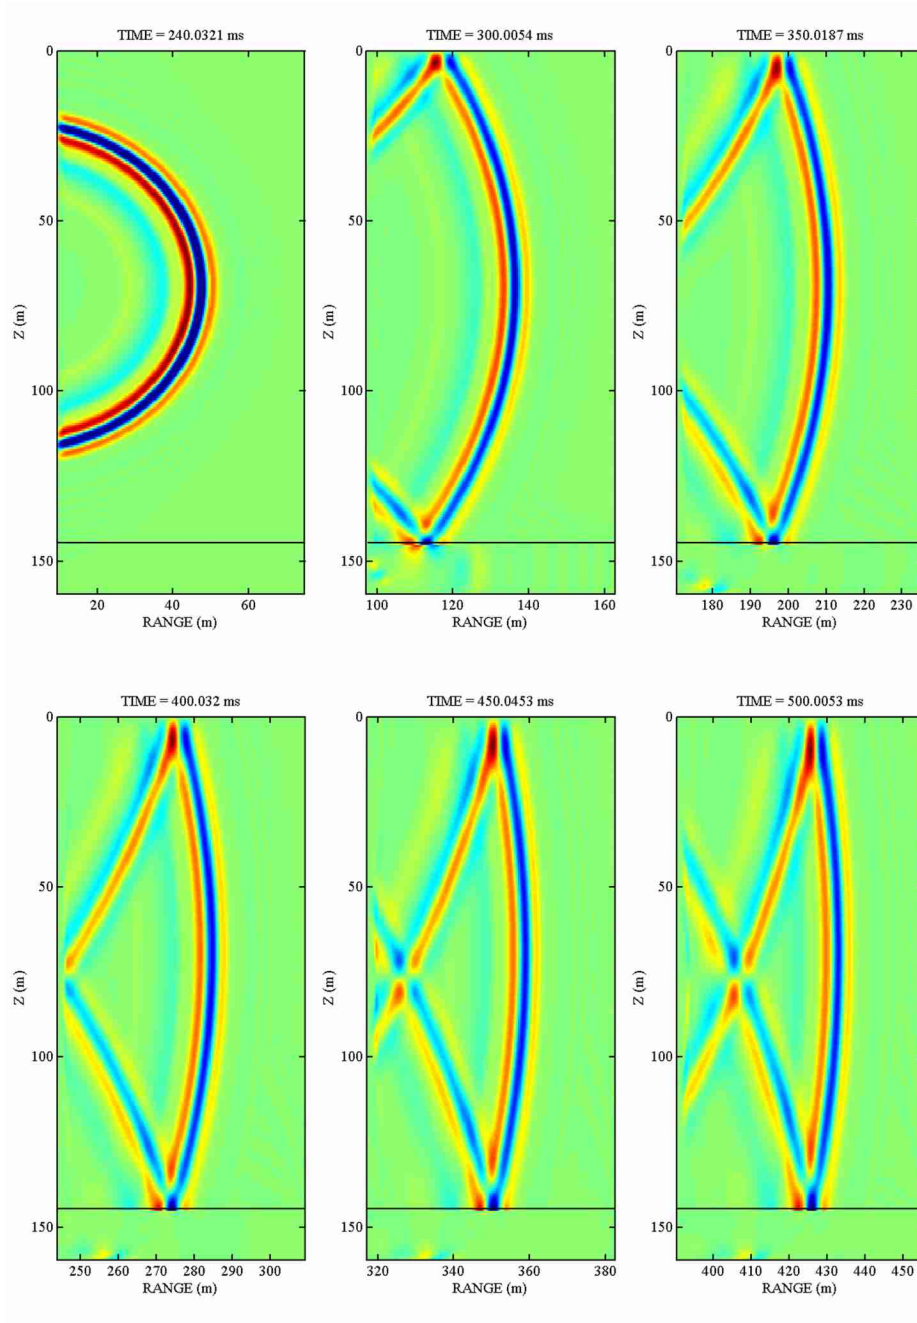 TIME = 240.0321 ms
0
50
100
150
Z (m)
20 40 60
RANGE (m)
TIME = 300.0054 ms
0
50
100
150
Z (m)
100 120 140 160
RANGE (m)
TIME = 350.0187 ms
0
50
100
150
Z (m)
180 190 200 210 220 230
RANGE (m)
TIME = 400.032 ms
0
50
100
150
Z (m)
250 260 270 280 290 300
RANGE (m)
TIME = 450.0453 ms
0
50
100
150
Z (m)
320 340 360 380
RANGE (m)
TIME = 500.0053 ms
0
50
100
150
Z (m)
400 410 420 430 440 450
RANGE (m)